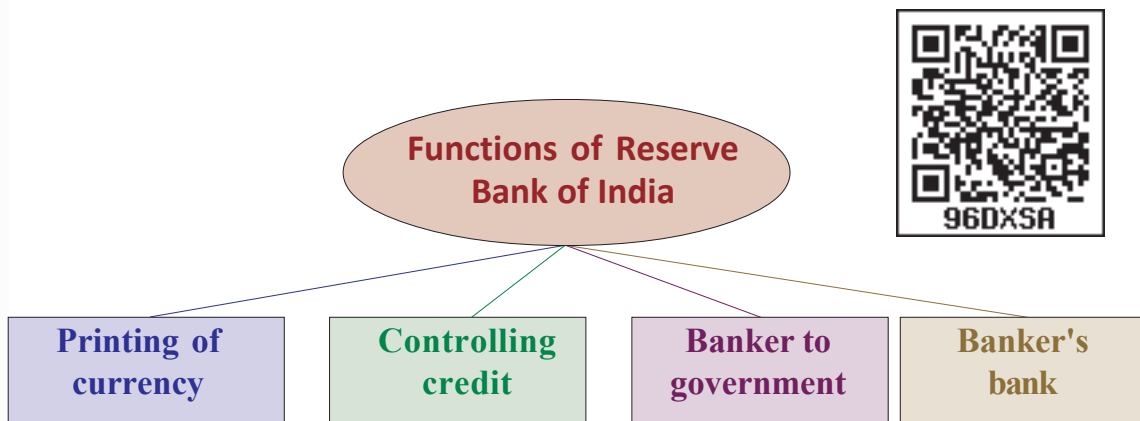 96DXSA
Functions of Reserve
Bank of India
Printing of
currency
Controlling
credit
Banker to
government
Banker's
bank